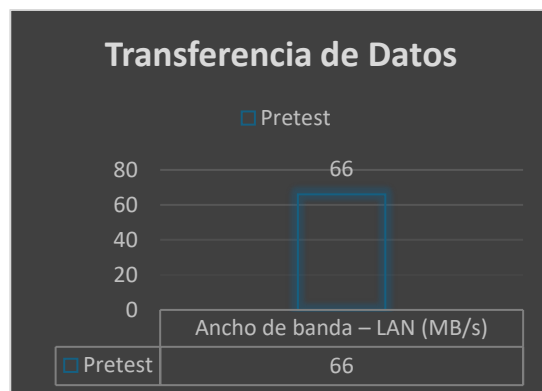 Transferencia de Datos
Pretest
66
80
60
40
20
0
Ancho de banda – LAN (MB/s)
Pretest 66